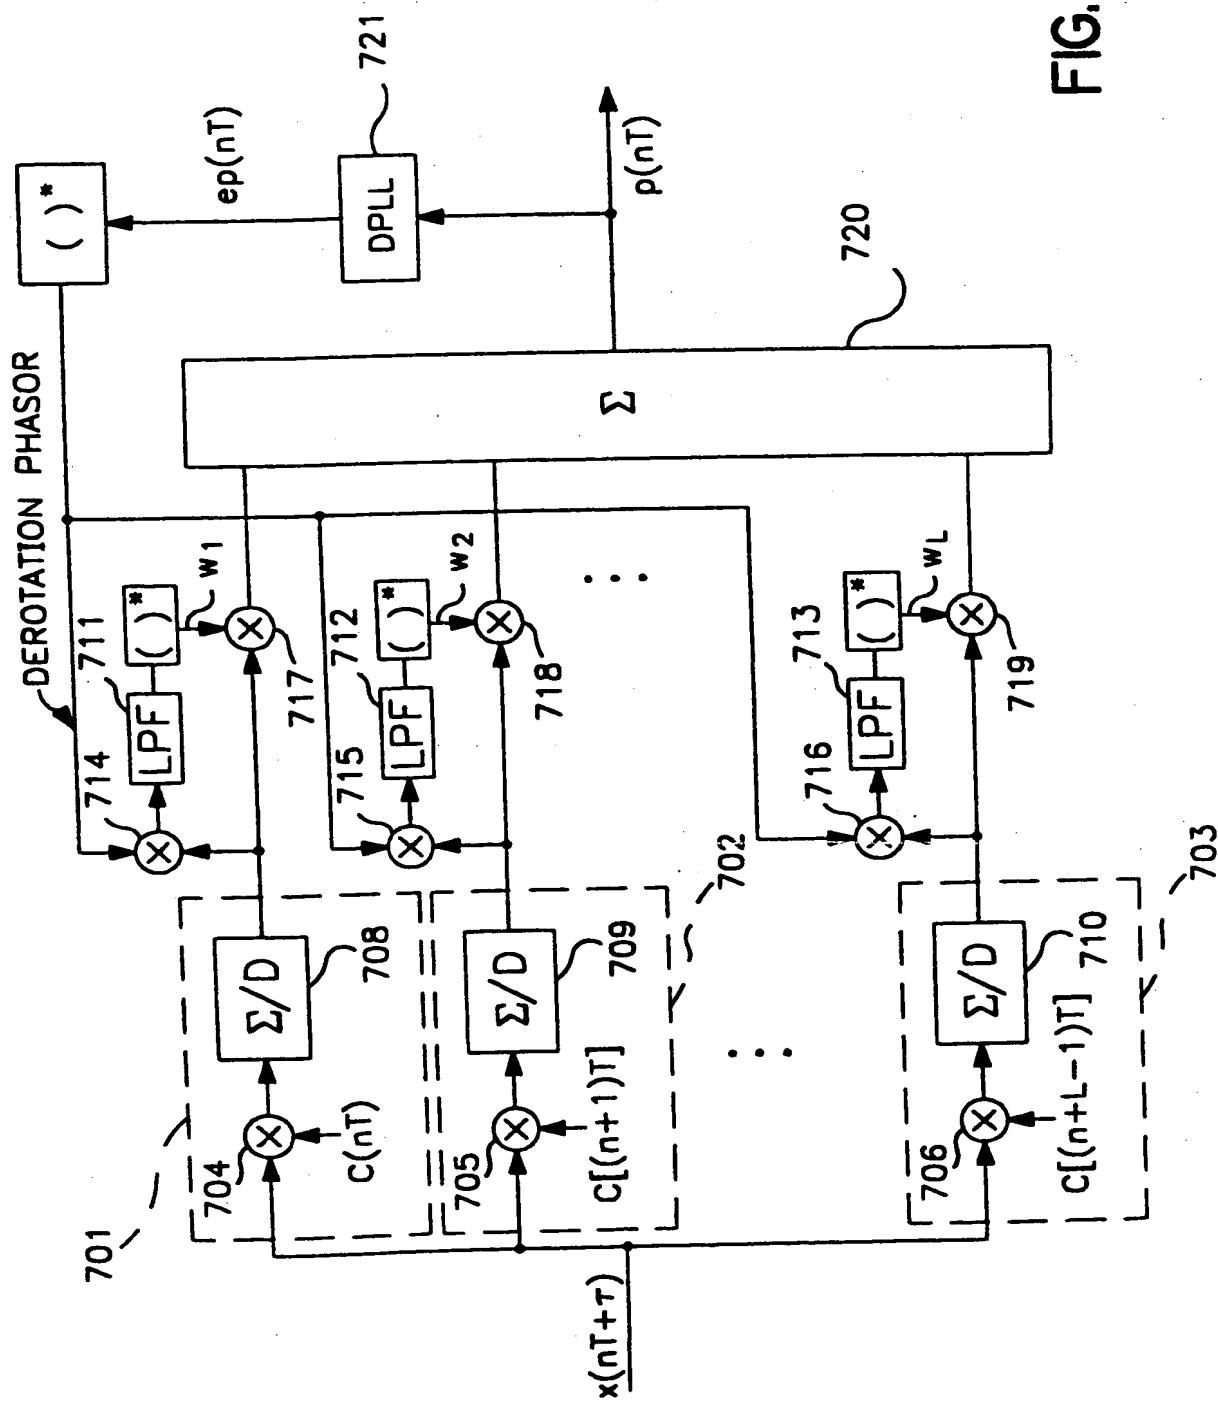 x(nT+τ)
701
704
C(nT)
Σ/D
708
714
711
LPF
( )*
w1
717
DEROTATION PHASOR
705
C[(n+1)T]
Σ/D
709
702
715
712
LPF
( )*
w2
718
706
C[(n+L−1)T]
Σ/D
710
703
716
713
LPF
( )*
wL
719
Σ
720
p(nT)
DPLL
721
ep(nT)
( )*
FIG.